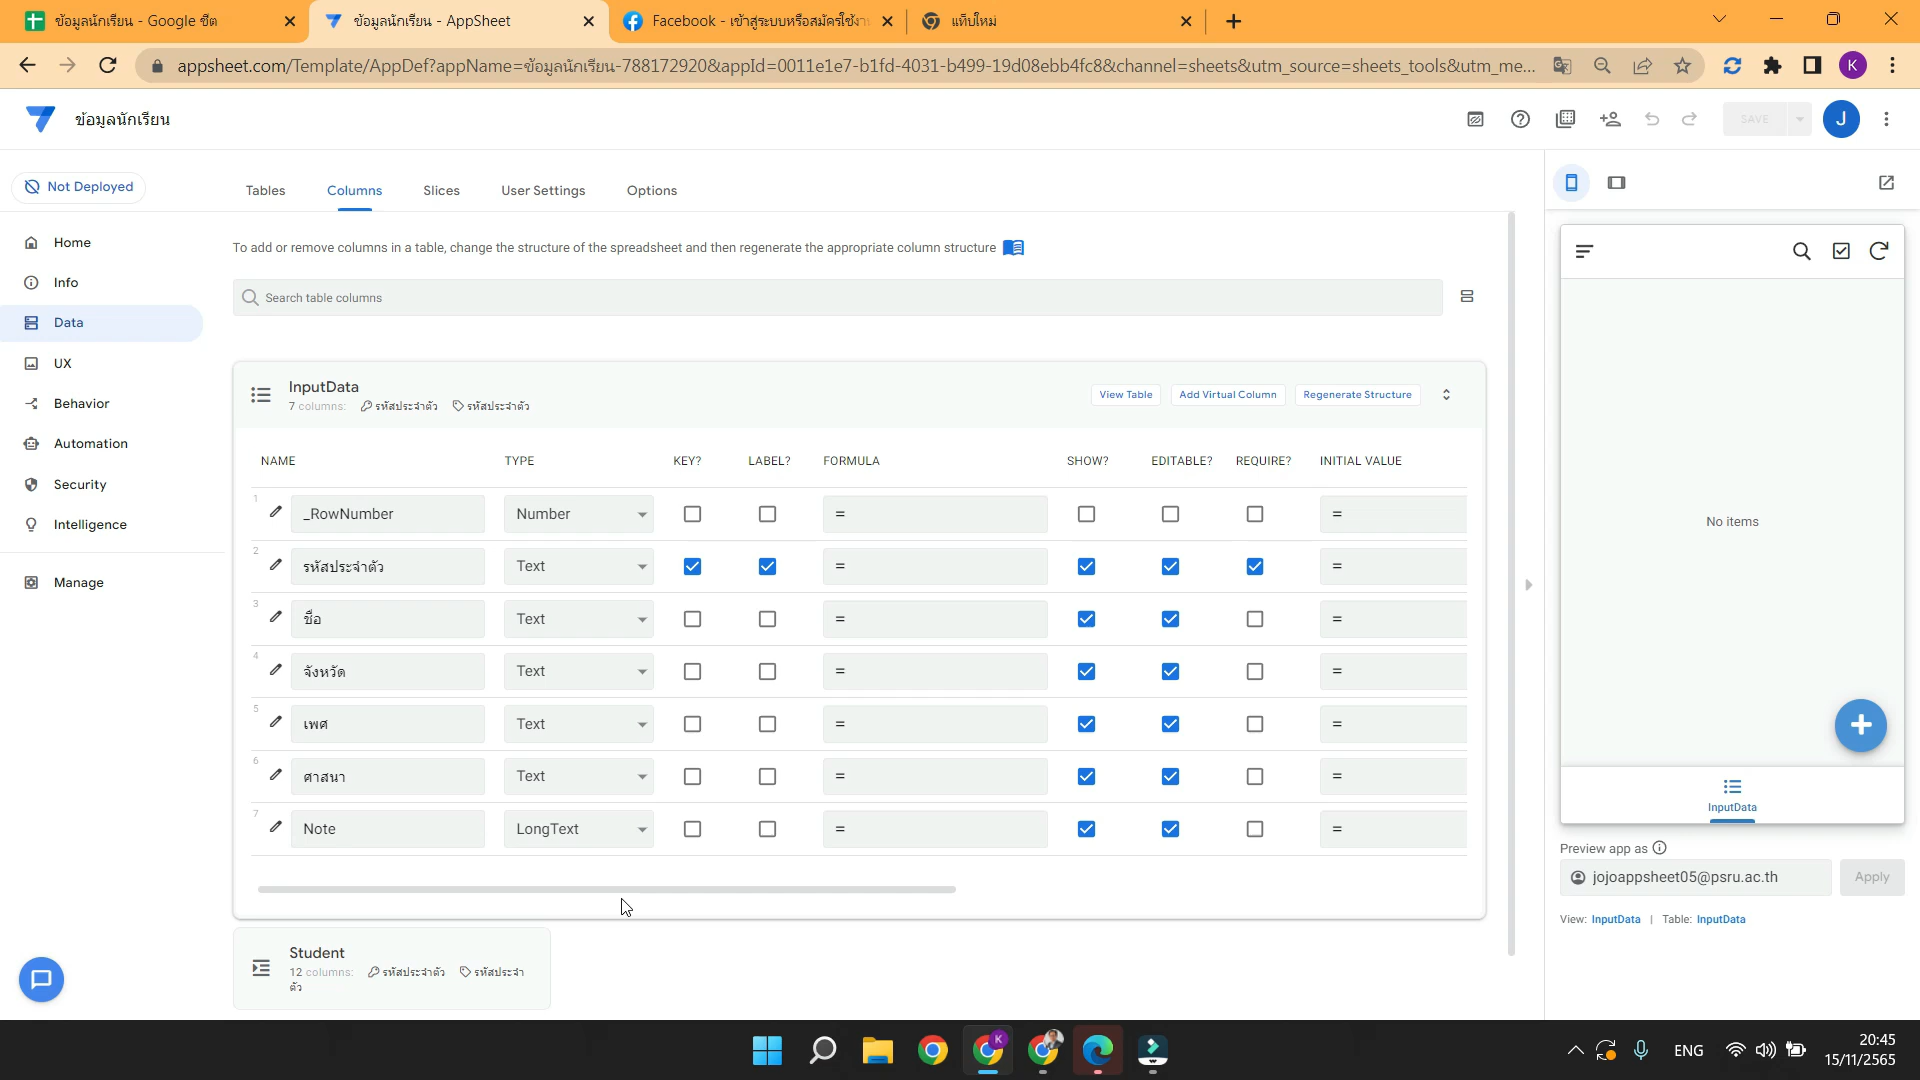 ข้อมูลนักเรียน - Google ชีต
ข้อมูลนักเรียน - AppSheet
Facebook - เข้าสู่ระบบหรือสมัครใช้งาน
แท็บใหม่
appsheet.com/Template/AppDef?appName=ข้อมูลนักเรียน-788172920&appId=0011e1e7-b1fd-4031-b499-19d08ebb4fc8&channel=sheets&utm_source=sheets_tools&utm_me...
K
ข้อมูลนักเรียน
SAVE
J
Not Deployed
Tables Columns Slices User Settings Options
Home
Info
Data
UX
Behavior
Automation
Security
Intelligence
Manage
To add or remove columns in a table, change the structure of the spreadsheet and then regenerate the appropriate column structure
Search table columns
InputData
7 columns: รหัสประจำตัว รหัสประจำตัว
View Table Add Virtual Column Regenerate Structure
NAME TYPE KEY? LABEL? FORMULA SHOW? EDITABLE? REQUIRE? INITIAL VALUE
1 _RowNumber Number = =
2 รหัสประจำตัว Text = =
3 ชื่อ Text = =
4 จังหวัด Text = =
5 เพศ Text = =
6 ศาสนา Text = =
7 Note LongText = =
Student
12 columns: รหัสประจำตัว รหัสประจำ
ตัว
No items
InputData
Preview app as
jojoappsheet05@psru.ac.th Apply
View: InputData | Table: InputData
K
ENG
20:45
15/11/2565